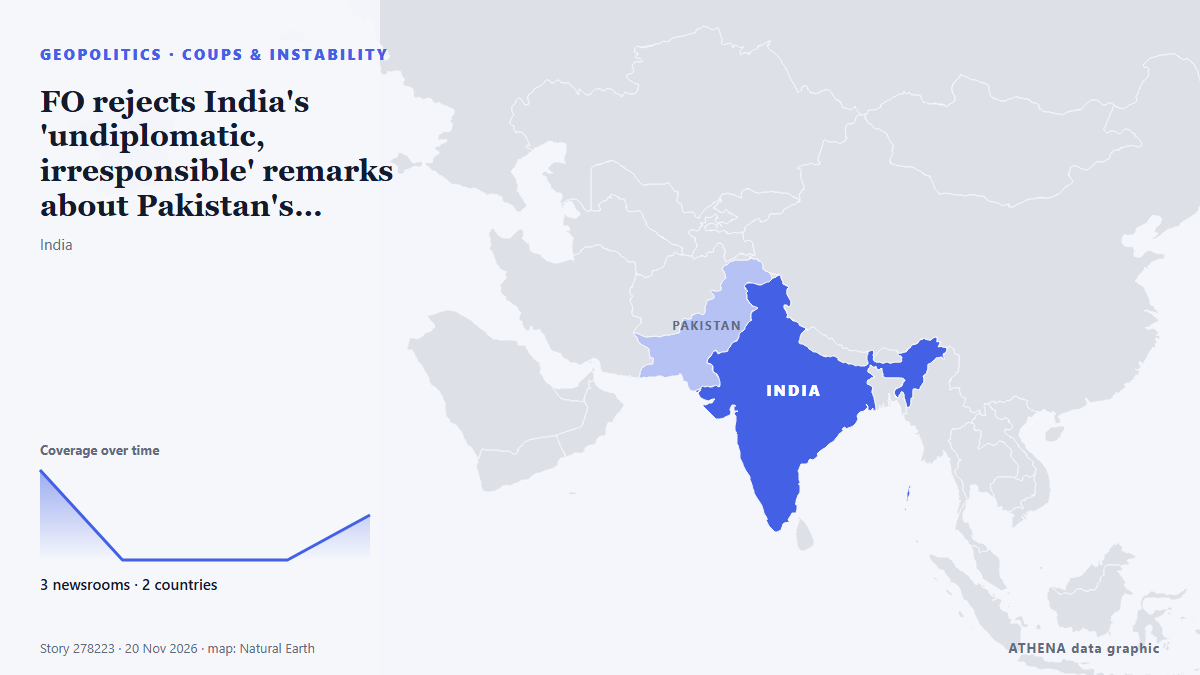 GEOPOLITICS · COUPS & INSTABILITY
FO rejects India's
'undiplomatic,
irresponsible' remarks
about Pakistan's...
India
PAKISTAN
INDIA
Coverage over time
3 newsrooms · 2 countries
Story 278223 · 20 Nov 2026 · map: Natural Earth
ATHENA data graphic